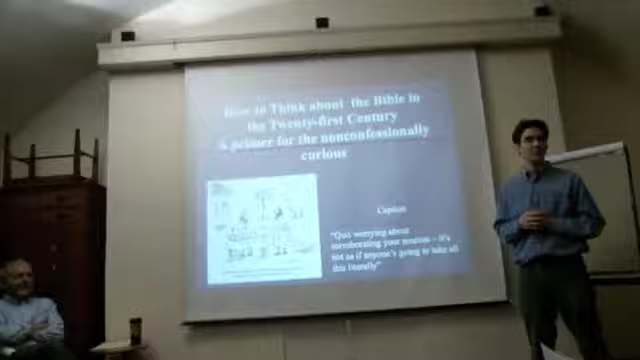 How to Think about the Bible in
the Twenty-first Century
A primer for the nonconfessionally
curious
Caption
"Quit worrying about
corroborating your sources – it's
not as if anyone's going to take all
this literally"